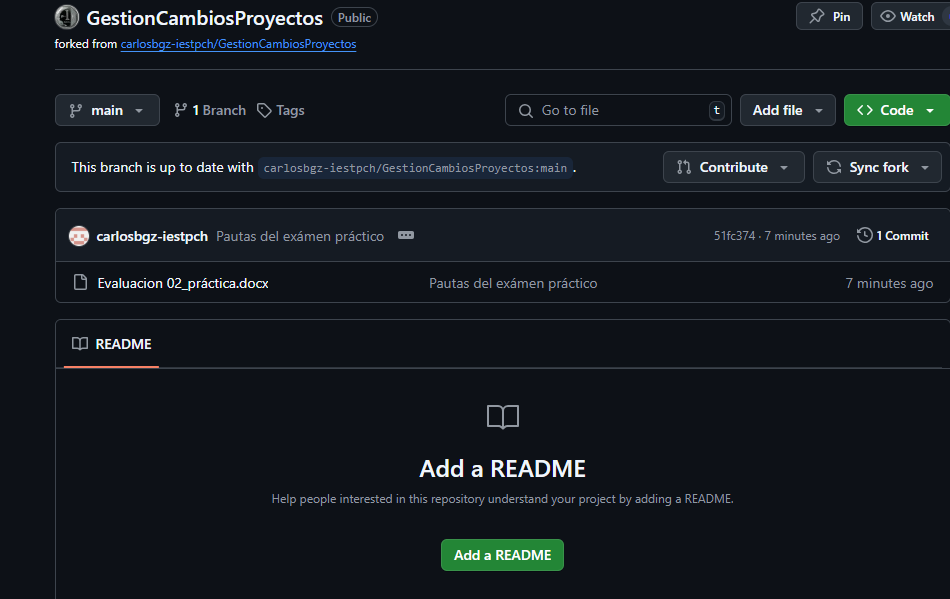 GestionCambiosProyectos Public Pin Watch
forked from carlosbgz-iestpch/GestionCambiosProyectos
main 1 Branch Tags Go to file t Add file Code
This branch is up to date with carlosbgz-iestpch/GestionCambiosProyectos:main . Contribute Sync fork
carlosbgz-iestpch Pautas del exámen práctico 51fc374 · 7 minutes ago 1 Commit
Evaluacion 02_práctica.docx Pautas del exámen práctico 7 minutes ago
README
Add a README
Help people interested in this repository understand your project by adding a README.
Add a README